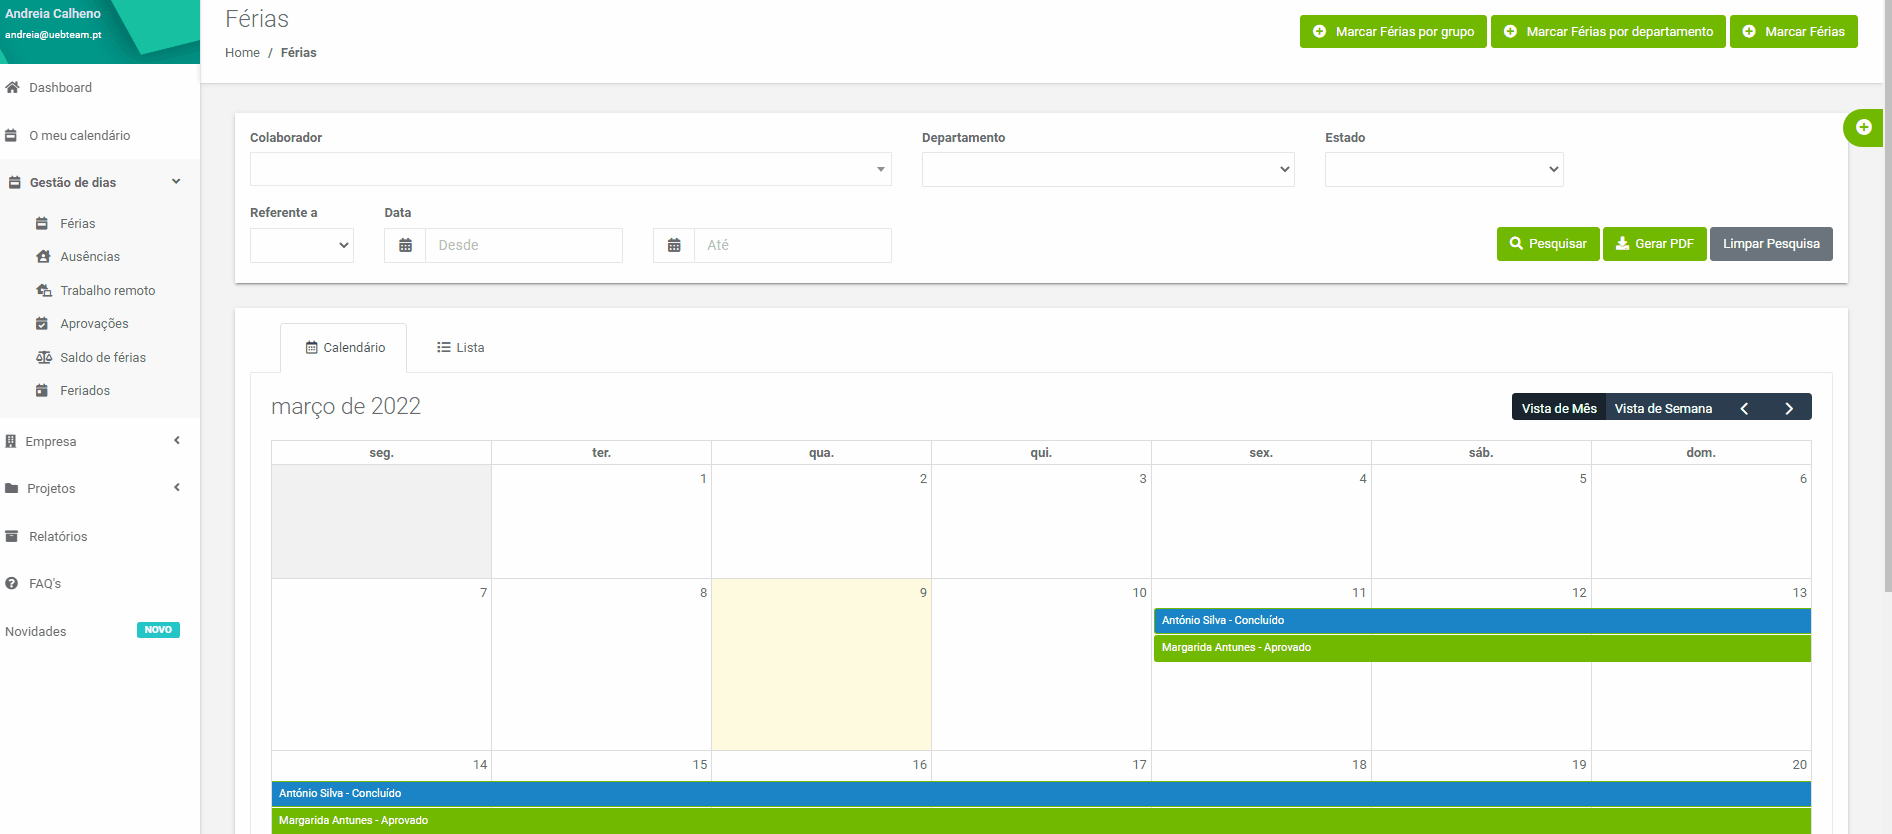 Andreia Calheno
andreia@uebteam.pt
Dashboard
O meu calendário
Gestão de dias
Férias
Ausências
Trabalho remoto
Aprovações
Saldo de férias
Feriados
Empresa
Projetos
Relatórios
FAQ's
Novidades NOVO
Férias
Home / Férias
Marcar Férias por grupo Marcar Férias por departamento Marcar Férias
Colaborador Departamento Estado
Referente a Data
Desde Até
Pesquisar Gerar PDF Limpar Pesquisa
Calendário Lista
março de 2022
Vista de Mês Vista de Semana
seg. ter. qua. qui. sex. sáb. dom.
1 2 3 4 5 6
7 8 9 10 11 12 13
António Silva - Concluído
Margarida Antunes - Aprovado
14 15 16 17 18 19 20
António Silva - Concluído
Margarida Antunes - Aprovado